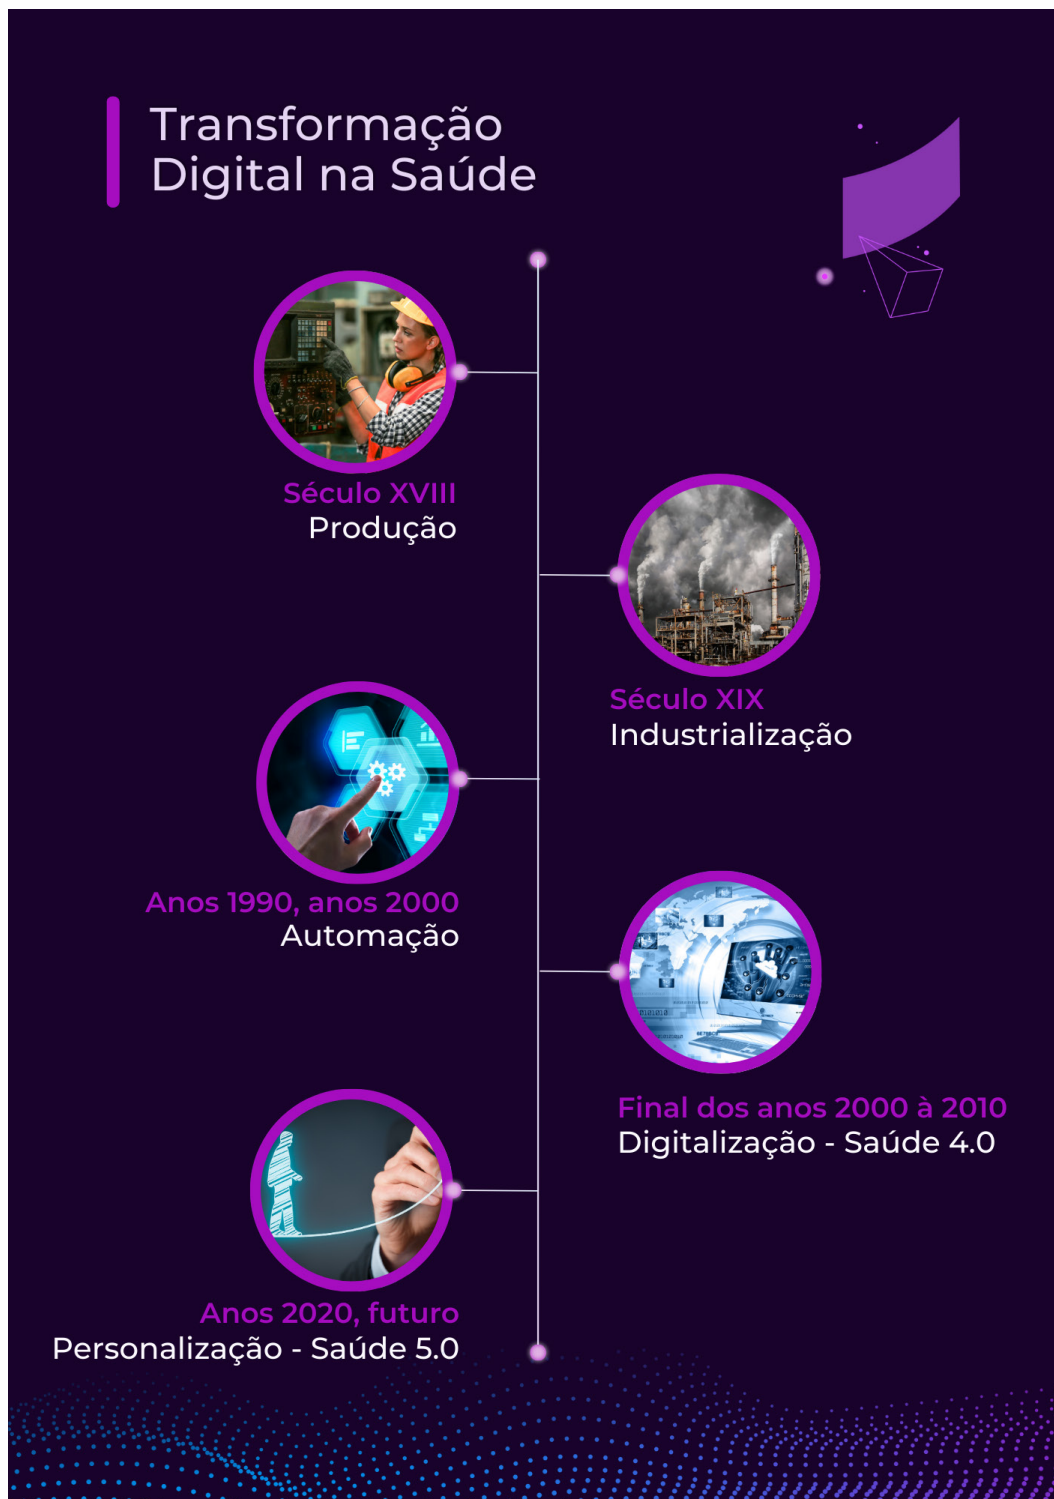 Transformação
Digital na Saúde
Século XVIII
Produção
Século XIX
Industrialização
Anos 1990, anos 2000
Automação
Final dos anos 2000 à 2010
Digitalização - Saúde 4.0
Anos 2020, futuro
Personalização - Saúde 5.0